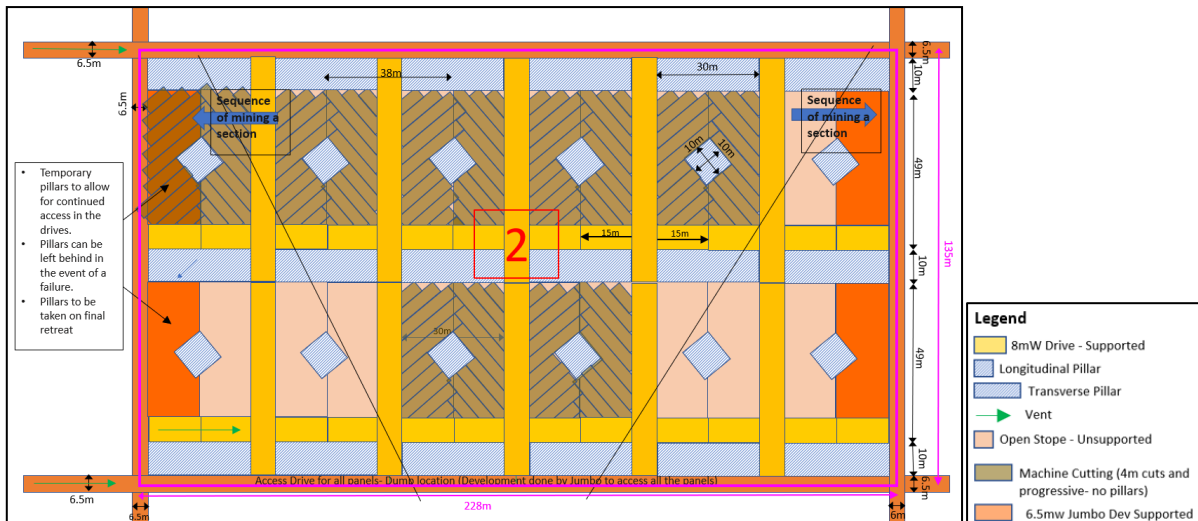 6.5m
6.5m
10m
38m
30m
6.5m
Sequence
of mining a
section
Sequence
of mining a
section
10m
10m
49m
• Temporary
pillars to allow
for continued
access in the
drives.
• Pillars can be
left behind in
the event of a
failure.
• Pillars to be
taken on final
retreat
2
15m
15m
10m
135m
30m
49m
10m
Access Drive for all panels- Dump location (Development done by Jumbo to access all the panels)
6.5m
6.5m
228m
6.5m
6m
Legend
8mW Drive - Supported
Longitudinal Pillar
Transverse Pillar
Vent
Open Stope - Unsupported
Machine Cutting (4m cuts and
progressive- no pillars)
6.5mw Jumbo Dev Supported